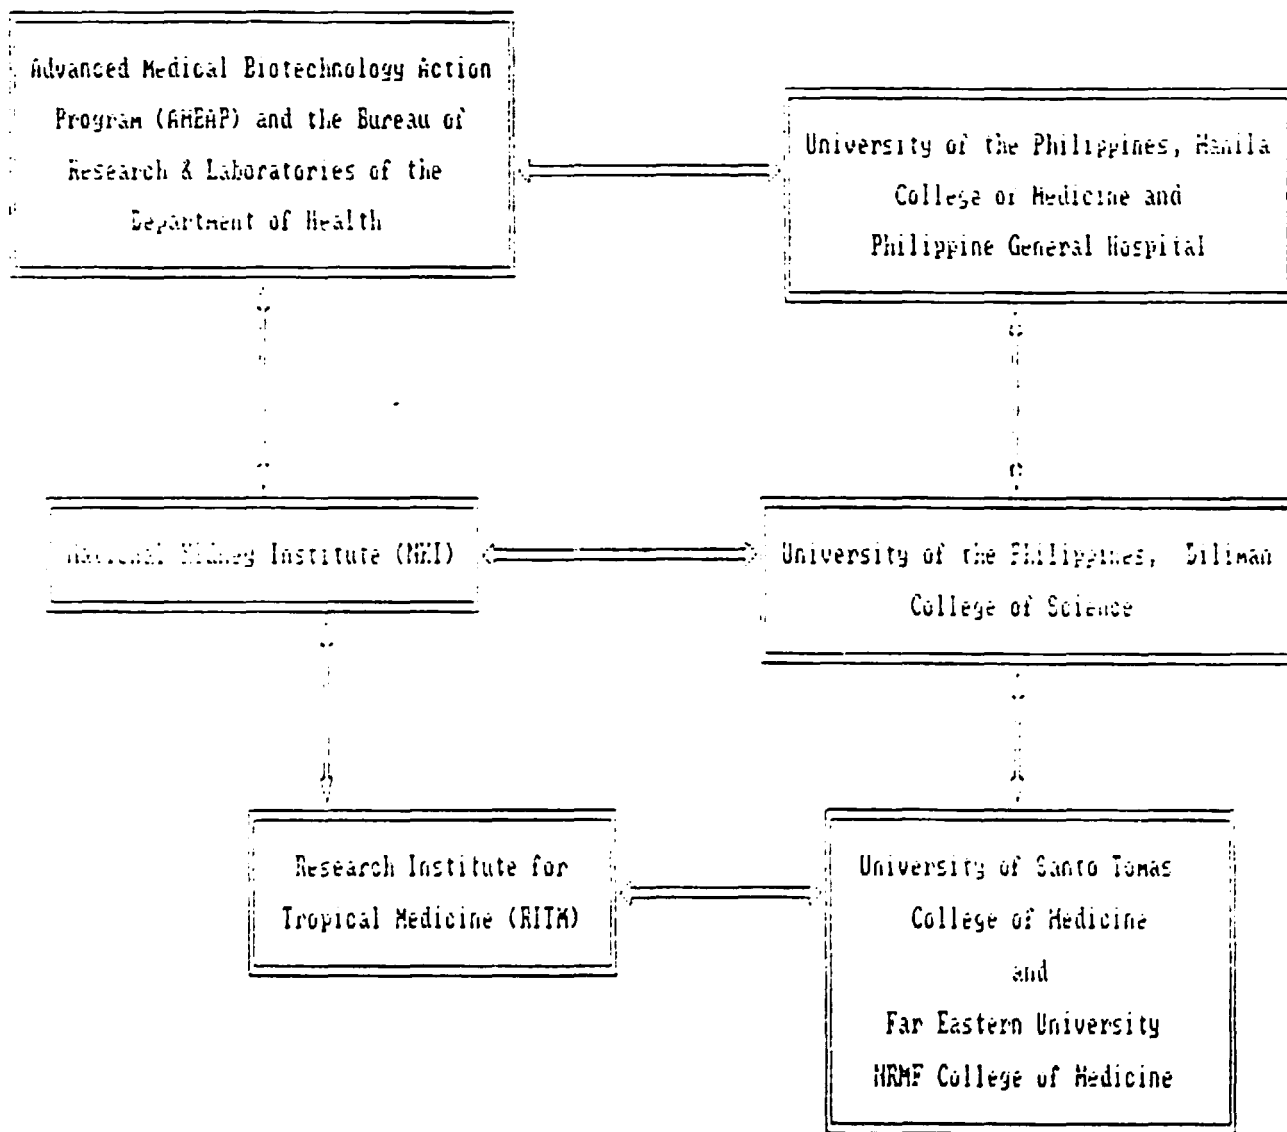 Advanced Medical Biotechnology Action
Program (AMBAP) and the Bureau of
Research & Laboratories of the
Department of Health
University of the Philippines, Manila
College of Medicine and
Philippine General Hospital
National Kidney Institute (NKI)
University of the Philippines, Diliman
College of Science
Research Institute for
Tropical Medicine (RITM)
University of Santo Tomas
College of Medicine
and
Far Eastern University
NRMF College of Medicine